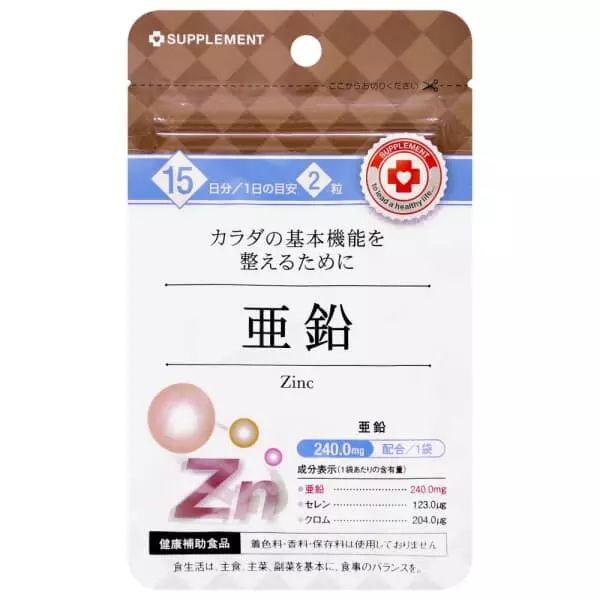 SUPPLEMENT
ここからお切りください
15日分/1日の目安2粒
SUPPLEMENT
to lead a healthy life...
カラダの基本機能を
整えるために
亜鉛
Zinc
亜鉛
240.0mg 配合/1袋
成分表示(1袋あたりの含有量)
●亜鉛 ........................ 240.0mg
●セレン ........................ 123.0μg
●クロム ........................ 204.0μg
Zn
健康補助食品 着色料・香料・保存料は使用しておりません
食生活は、主食、主菜、副菜を基本に、食事のバランスを。